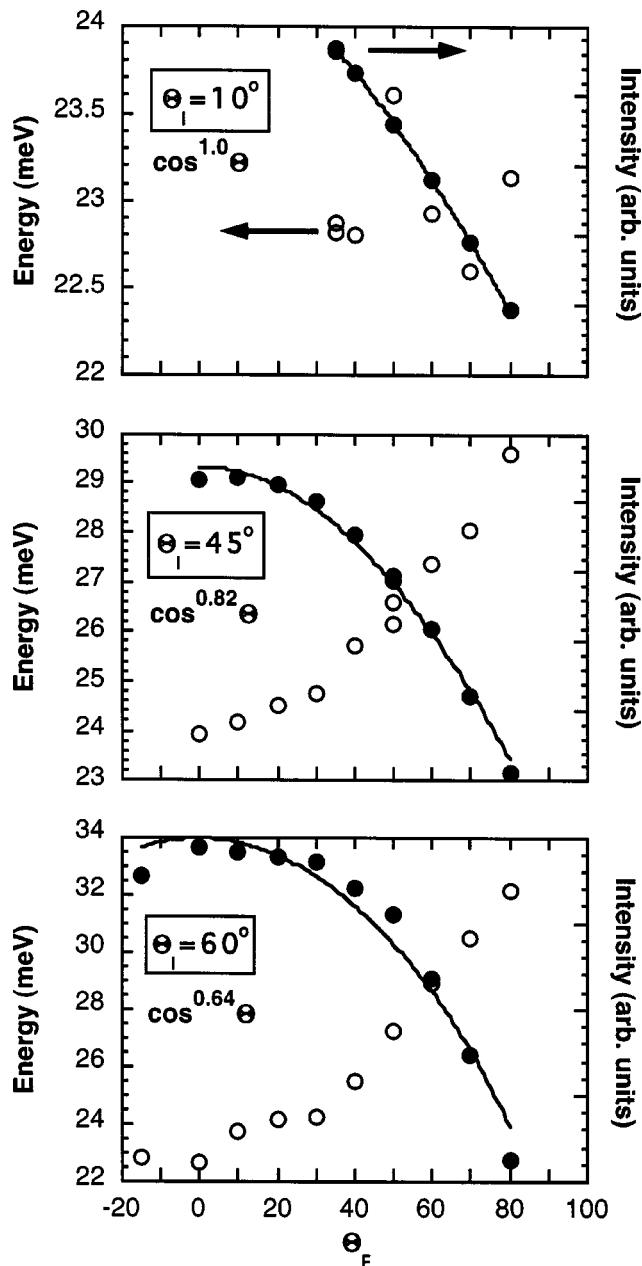 24
23.5
23
22.5
22
Energy (meV)
Intensity (arb. units)
Θ_I = 10°
cos^1.0 Θ
30
29
28
27
26
25
24
23
Energy (meV)
Intensity (arb. units)
Θ_I = 45°
cos^0.82 Θ
34
32
30
28
26
24
22
Energy (meV)
Intensity (arb. units)
Θ_I = 60°
cos^0.64 Θ
-20 0 20 40 60 80 100
Θ_F